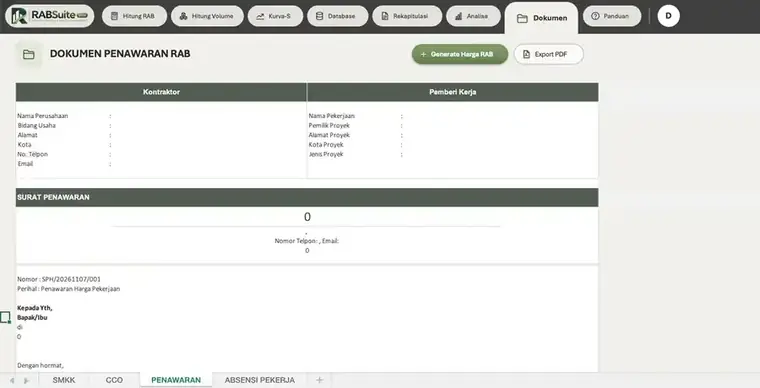 RABSuite
Hitung RAB
Hitung Volume
Kurva-S
Database
Rekapitulasi
Analisa
Dokumen
Panduan
D
DOKUMEN PENAWARAN RAB
+ Generate Harga RAB
Export PDF
Kontraktor
Pemberi Kerja
Nama Perusahaan :
Nama Pekerjaan :
Bidang Usaha :
Pemilik Proyek :
Alamat :
Alamat Proyek :
Kota :
Kota Proyek :
No. Telpon :
Jenis Proyek :
Email :
SURAT PENAWARAN
0
,
Nomor Telpon: , Email:
0
Nomor : SPH/20261107/001
Perihal : Penawaran Harga Pekerjaan
Kepada Yth,
Bapak/Ibu
di
0
Dengan hormat,
SMKK
CCO
PENAWARAN
ABSENSI PEKERJA
+